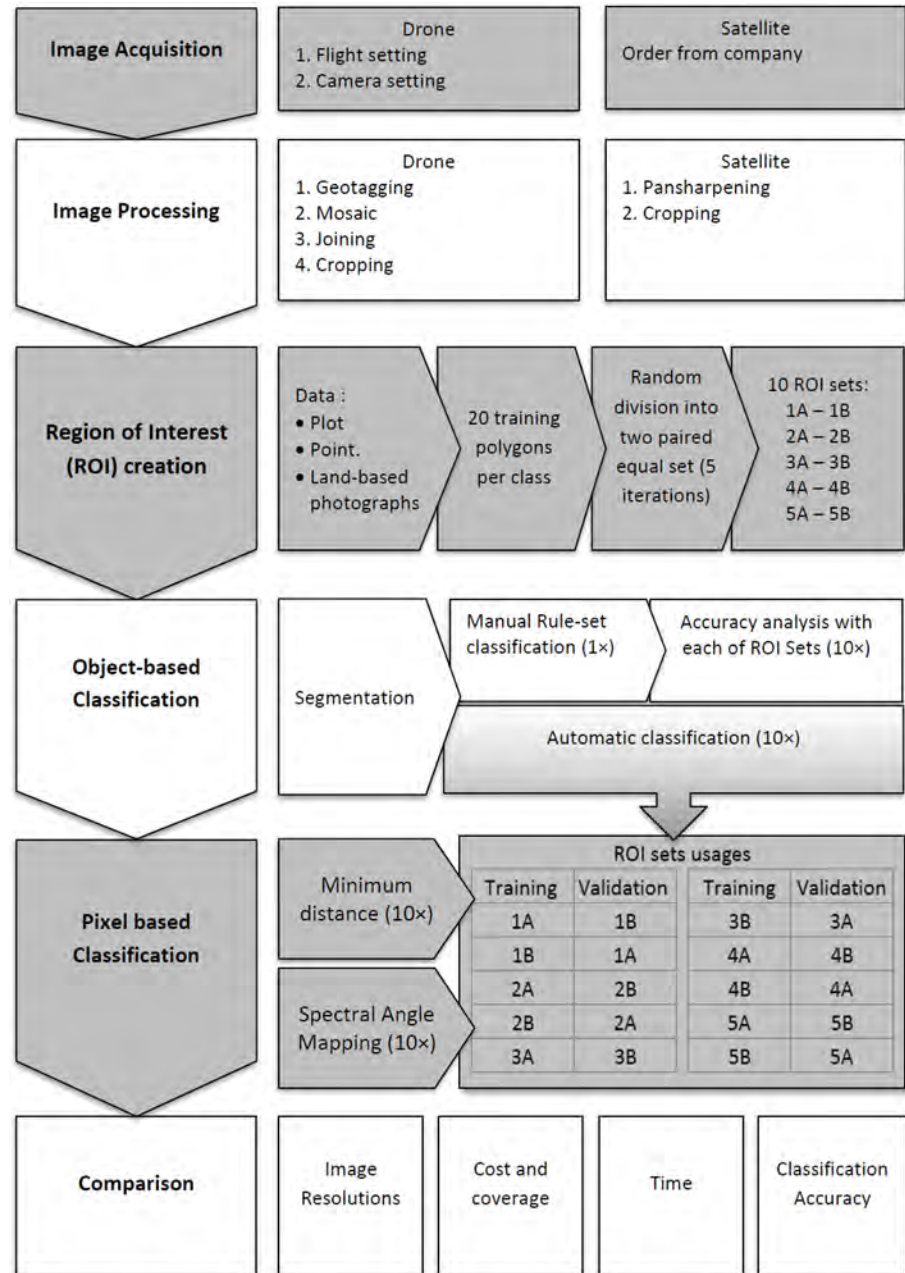 Image Acquisition
Drone
1. Flight setting
2. Camera setting
Satellite
Order from company
Image Processing
Drone
1. Geotagging
2. Mosaic
3. Joining
4. Cropping
Satellite
1. Pansharpening
2. Cropping
Region of Interest
(ROI) creation
Data :
• Plot
• Point.
• Land-based
photographs
20 training
polygons
per class
Random
division into
two paired
equal set (5
iterations)
10 ROI sets:
1A – 1B
2A – 2B
3A – 3B
4A – 4B
5A – 5B
Object-based
Classification
Segmentation
Manual Rule-set
classification (1×)
Accuracy analysis with
each of ROI Sets (10×)
Automatic classification (10×)
Pixel based
Classification
Minimum
distance (10×)
Spectral Angle
Mapping (10×)
ROI sets usages
Training Validation Training Validation
1A 1B 3B 3A
1B 1A 4A 4B
2A 2B 4B 4A
2B 2A 5A 5B
3A 3B 5B 5A
Comparison
Image
Resolutions
Cost and
coverage
Time
Classification
Accuracy